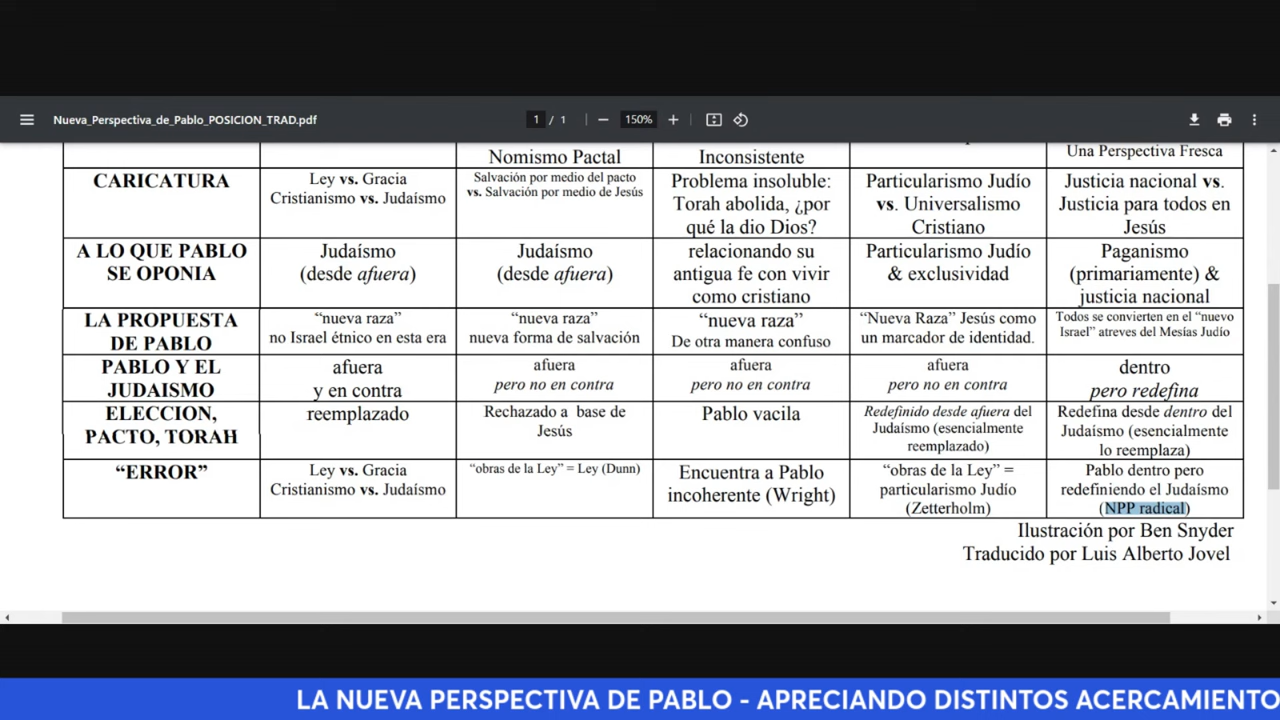 Nueva_Perspectiva_de_Pablo_POSICION_TRAD.pdf
1 / 1
150%
Nomismo Pactal
Inconsistente
Una Perspectiva Fresca
CARICATURA
Ley vs. Gracia
Cristianismo vs. Judaísmo
Salvación por medio del pacto
vs. Salvación por medio de Jesús
Problema insoluble:
Torah abolida, ¿por
qué la dio Dios?
Particularismo Judío
vs. Universalismo
Cristiano
Justicia nacional vs.
Justicia para todos en
Jesús
A LO QUE PABLO
SE OPONIA
Judaísmo
(desde afuera)
Judaísmo
(desde afuera)
relacionando su
antigua fe con vivir
como cristiano
Particularismo Judío
& exclusividad
Paganismo
(primariamente) &
justicia nacional
LA PROPUESTA
DE PABLO
“nueva raza”
no Israel étnico en esta era
“nueva raza”
nueva forma de salvación
“nueva raza”
De otra manera confuso
“Nueva Raza” Jesús como
un marcador de identidad.
Todos se convierten en el “nuevo
Israel” atreves del Mesías Judío
PABLO Y EL
JUDAISMO
afuera
y en contra
afuera
pero no en contra
afuera
pero no en contra
afuera
pero no en contra
dentro
pero redefina
ELECCION,
PACTO, TORAH
reemplazado
Rechazado a base de
Jesús
Pablo vacila
Redefinido desde afuera del
Judaísmo (esencialmente
reemplazado)
Redefina desde dentro del
Judaísmo (esencialmente
lo reemplaza)
“ERROR”
Ley vs. Gracia
Cristianismo vs. Judaísmo
“obras de la Ley” = Ley (Dunn)
Encuentra a Pablo
incoherente (Wright)
“obras de la Ley” =
particularismo Judío
(Zetterholm)
Pablo dentro pero
redefiniendo el Judaísmo
(NPP radical)
Ilustración por Ben Snyder
Traducido por Luis Alberto Jovel
LA NUEVA PERSPECTIVA DE PABLO - APRECIANDO DISTINTOS ACERCAMIENTO